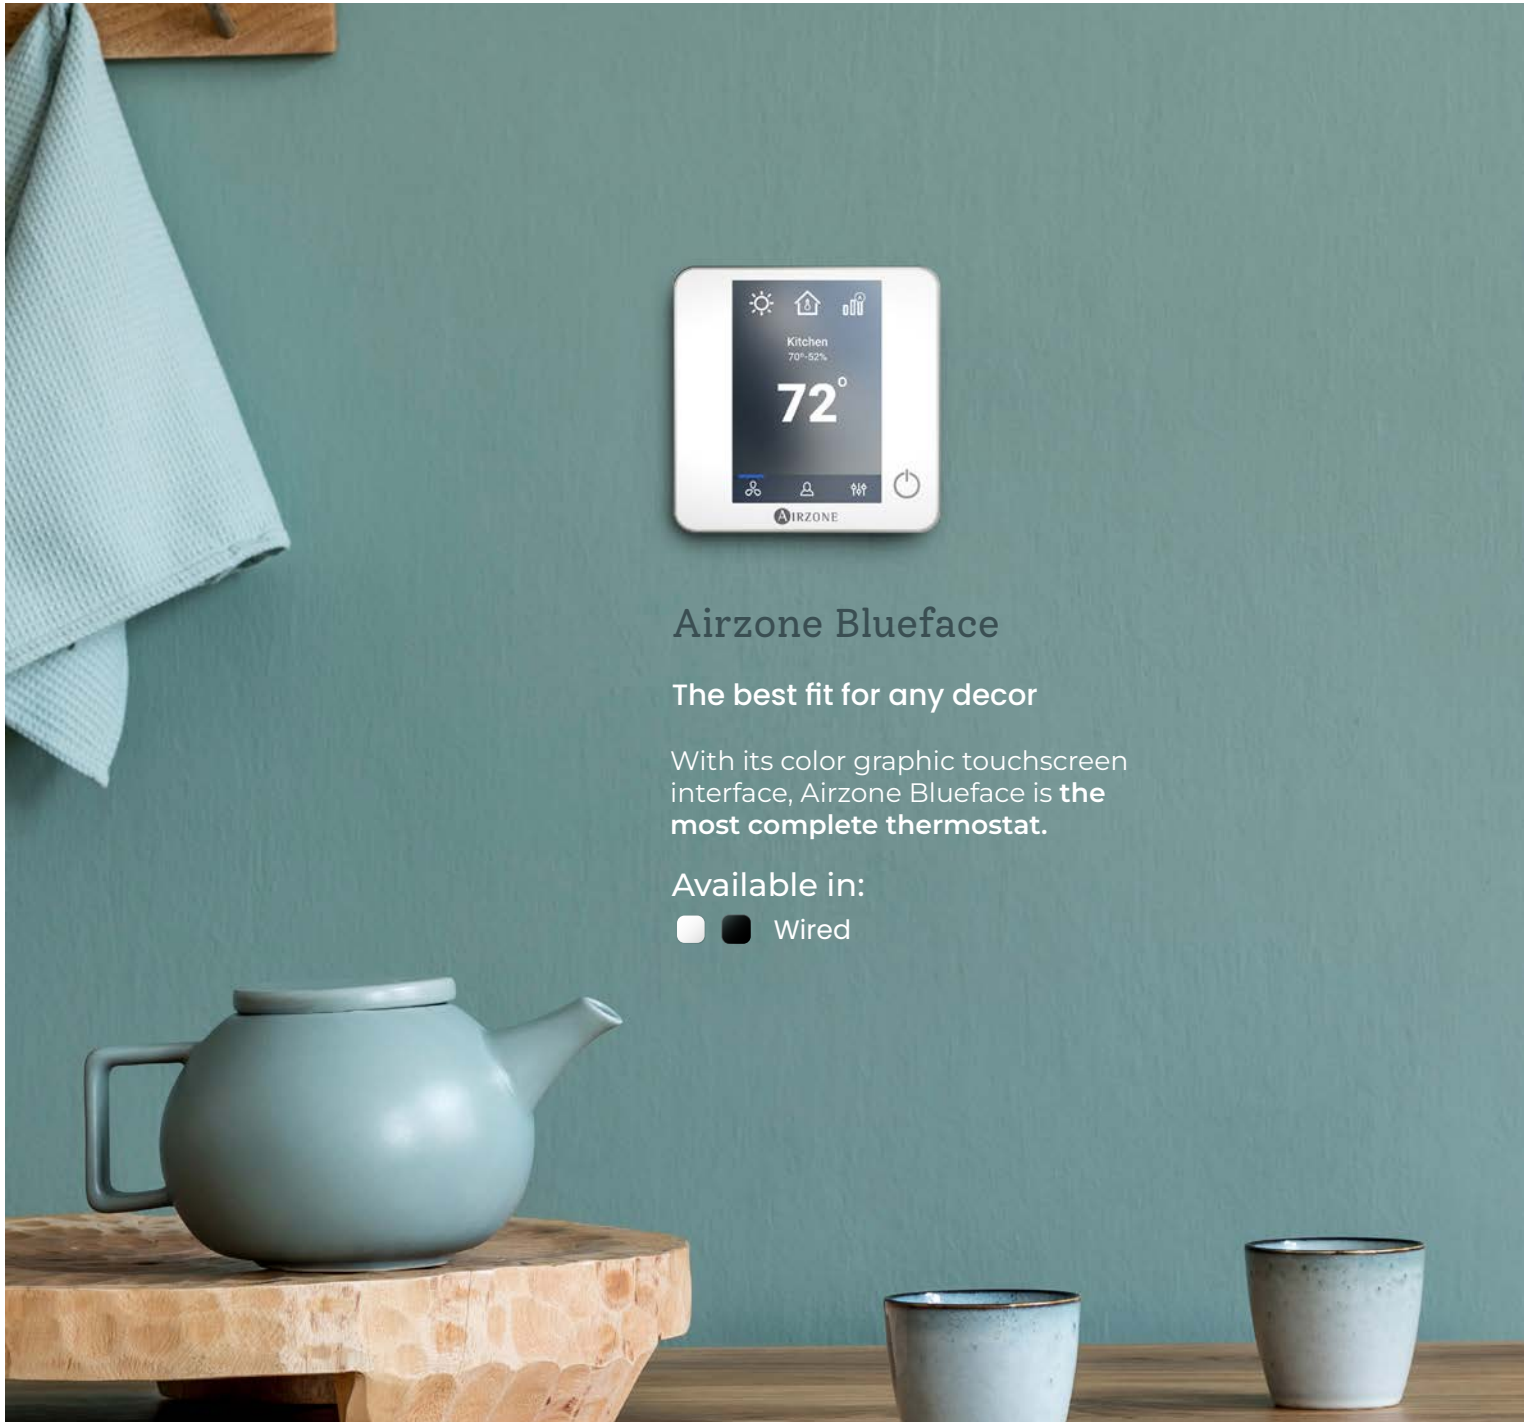 Kitchen
70º-52%
72°
AIRZONE
Airzone Blueface
The best fit for any decor
With its color graphic touchscreen
interface, Airzone Blueface is the
most complete thermostat.
Available in:
Wired